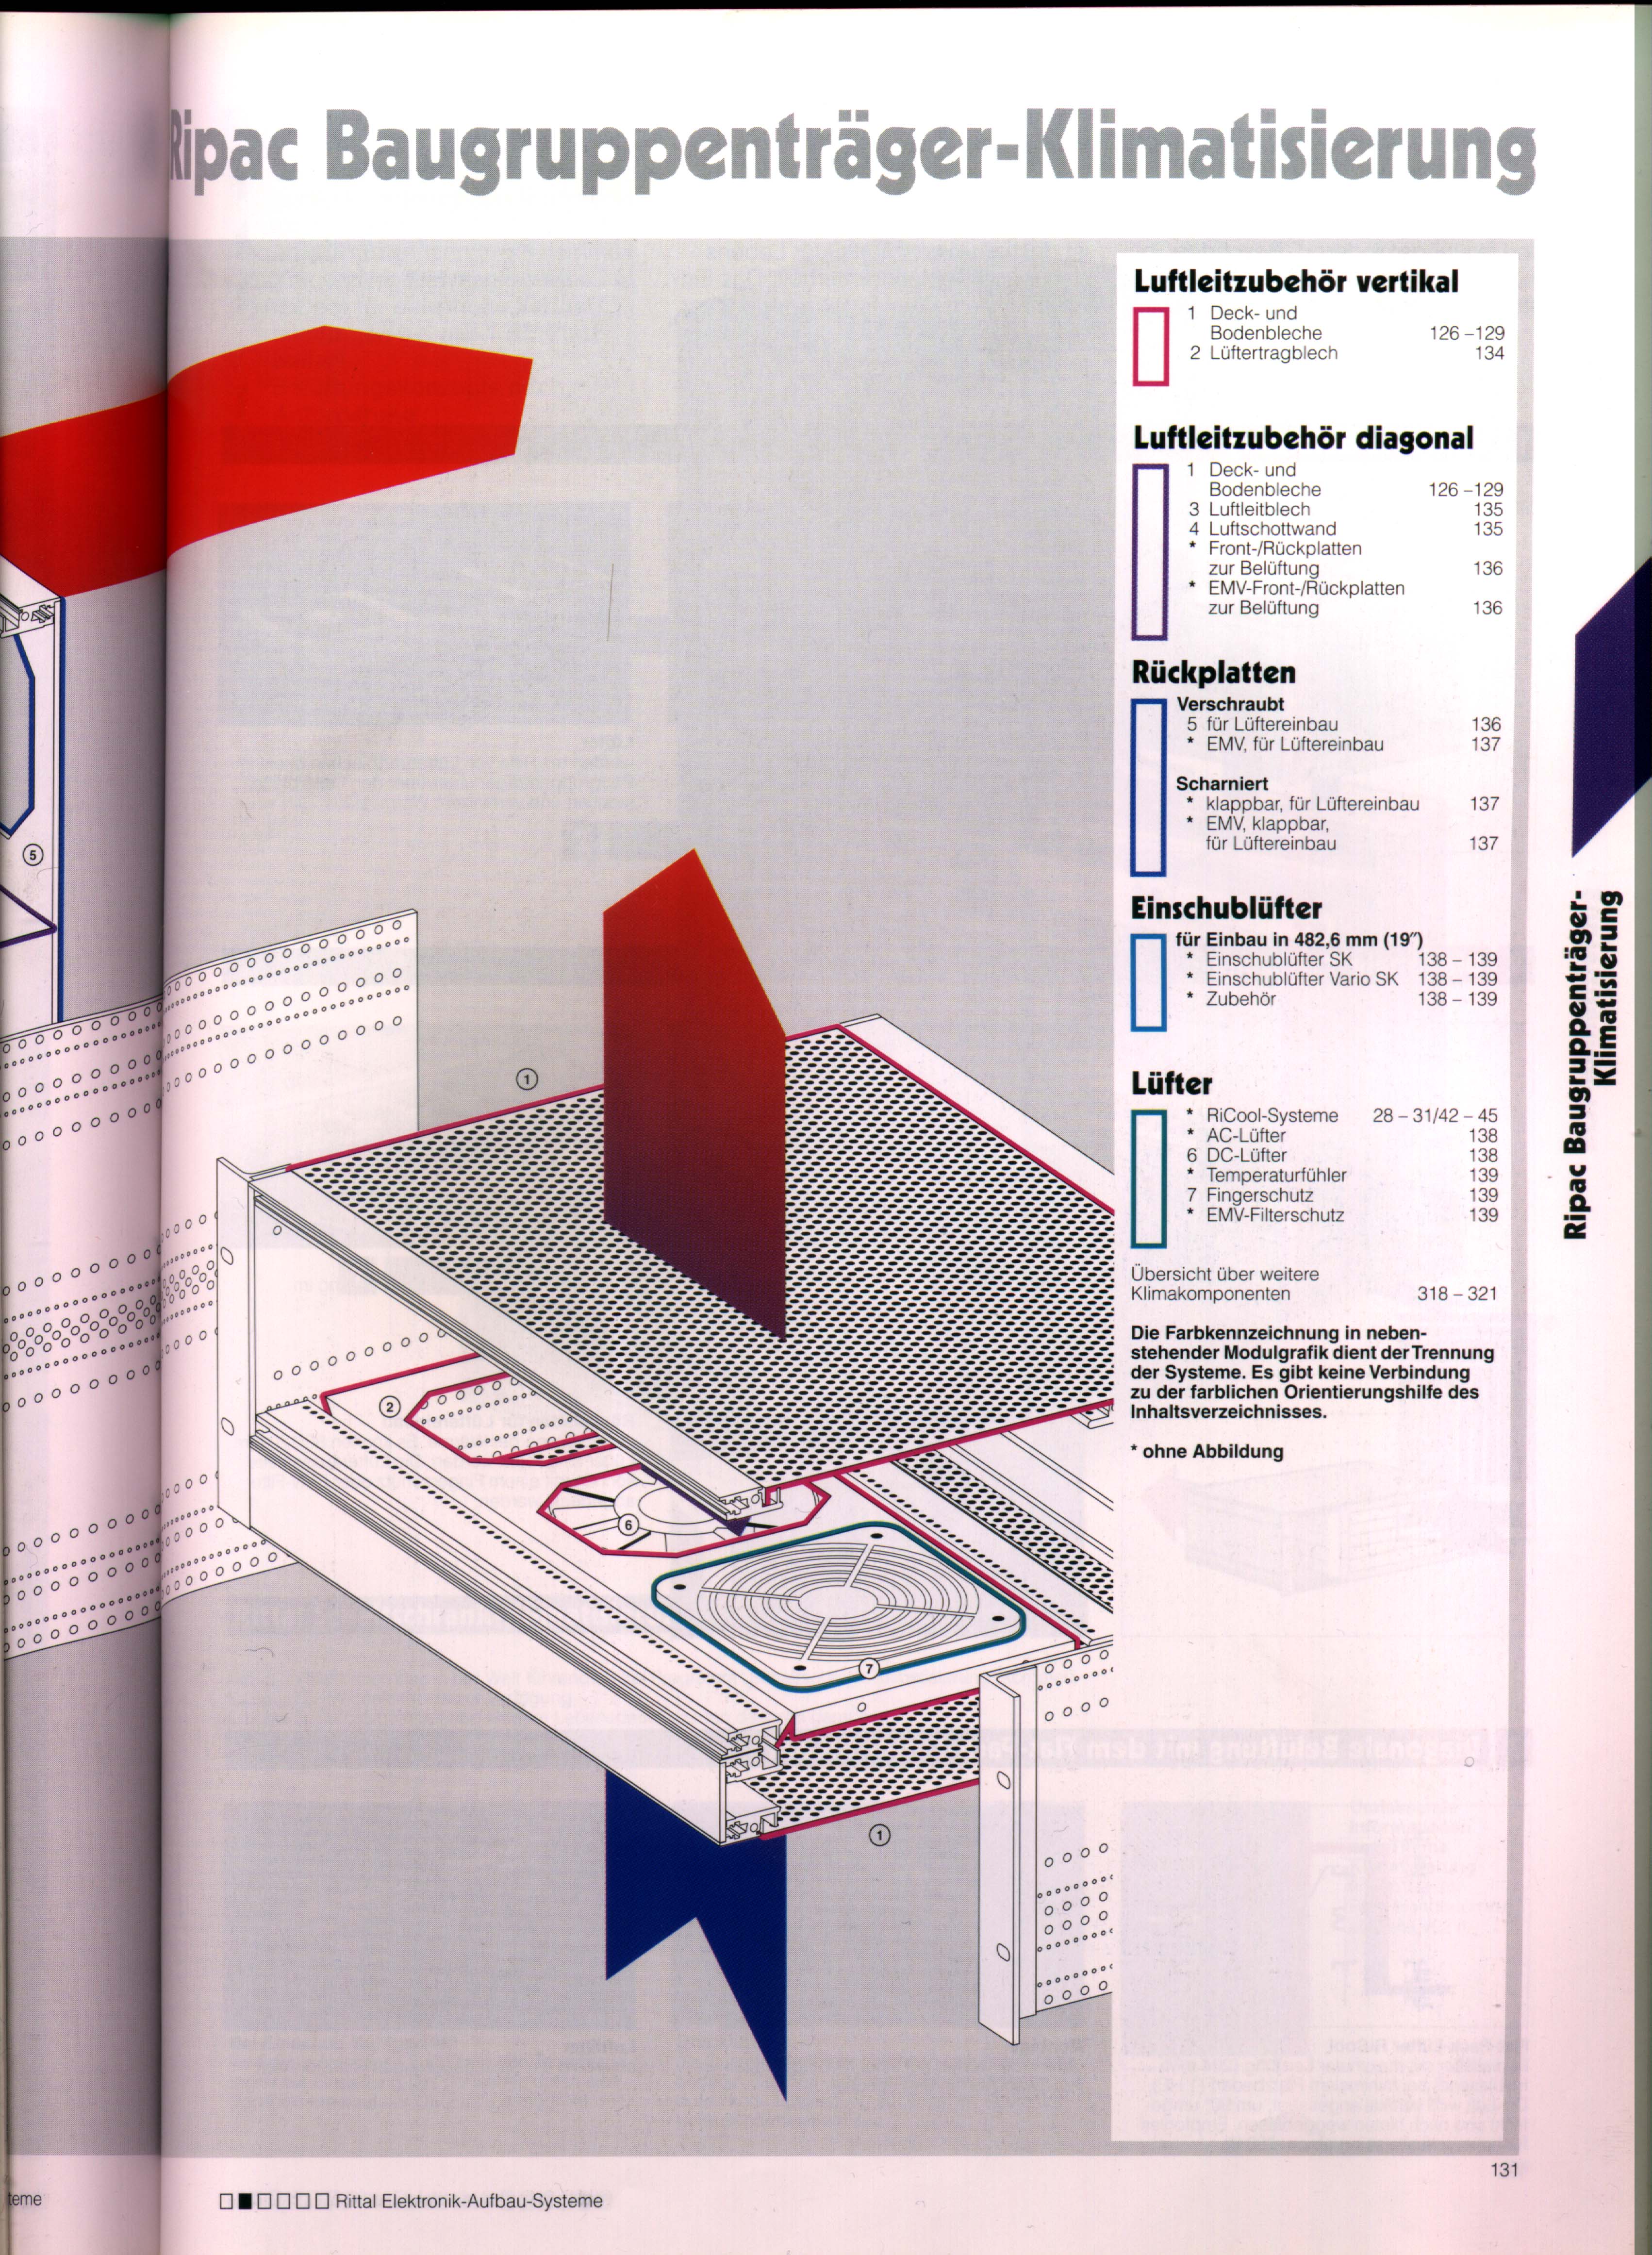 Ripac Baugruppenträger-Klimatisierung
Luftleitzubehör vertikal
1 Deck- und
Bodenbleche 126 – 129
2 Lüftertragblech 134
Luftleitzubehör diagonal
1 Deck- und
Bodenbleche 126 – 129
3 Luftleitblech 135
4 Luftschottwand 135
* Front-/Rückplatten
zur Belüftung 136
* EMV-Front-/Rückplatten
zur Belüftung 136
Rückplatten
Verschraubt
5 für Lüftereinbau 136
* EMV, für Lüftereinbau 137
Scharniert
* klappbar, für Lüftereinbau 137
* EMV, klappbar,
für Lüftereinbau 137
Einschublüfter
für Einbau in 482,6 mm (19″)
* Einschublüfter SK 138 – 139
* Einschublüfter Vario SK 138 – 139
* Zubehör 138 – 139
Lüfter
* RiCool-Systeme 28 – 31/42 – 45
* AC-Lüfter 138
6 DC-Lüfter 138
* Temperaturfühler 139
7 Fingerschutz 139
* EMV-Filterschutz 139
Übersicht über weitere
Klimakomponenten 318 – 321
Die Farbkennzeichnung in neben-
stehender Modulgrafik dient der Trennung
der Systeme. Es gibt keine Verbindung
zu der farblichen Orientierungshilfe des
Inhaltsverzeichnisses.
* ohne Abbildung
Ripac Baugruppenträger-
Klimatisierung
5
1
2
6
7
1
131
teme
Rittal Elektronik-Aufbau-Systeme